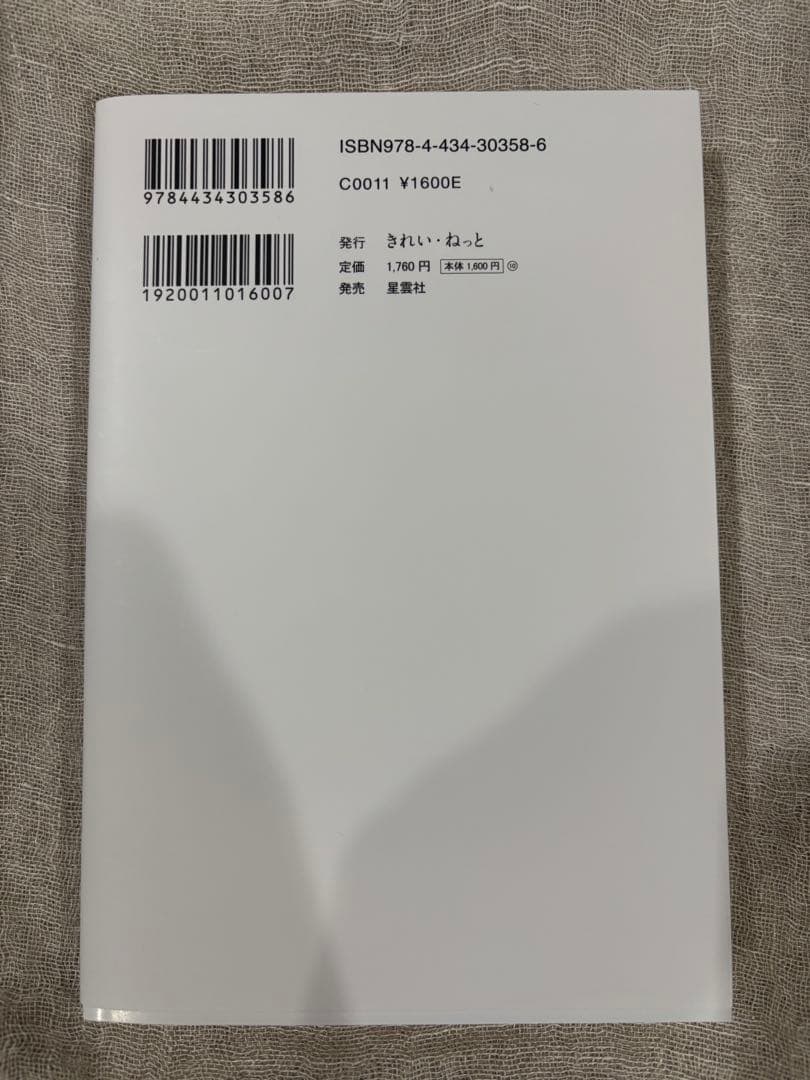 ISBN978-4-434-30358-6
C0011 ¥1600E
9784434303586
1920011016007
発行 きれい・ねっと
定価 1,760 円 本体 1,600 円 ⑩
発売 星雲社